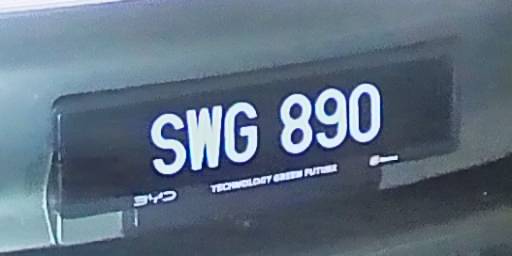 SWG 890
BYD TECHNOLOGY GREEN FUTURE